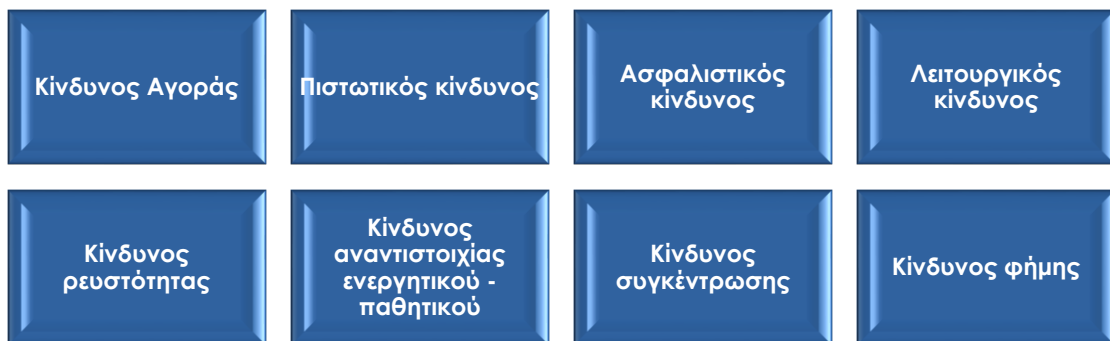 Κίνδυνος Αγοράς
Πιστωτικός κίνδυνος
Ασφαλιστικός
κίνδυνος
Λειτουργικός
κίνδυνος
Κίνδυνος
ρευστότητας
Κίνδυνος
αναντιστοιχίας
ενεργητικού -
παθητικού
Κίνδυνος
συγκέντρωσης
Κίνδυνος φήμης